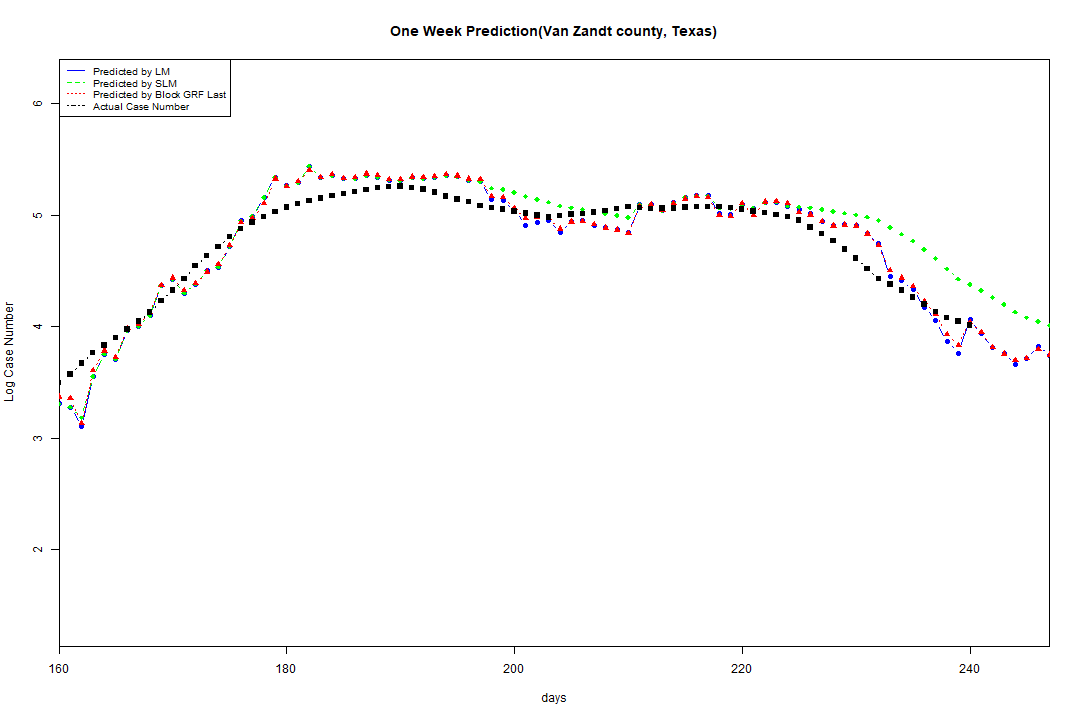 One Week Prediction(Van Zandt county, Texas)
Predicted by LM
Predicted by SLM
Predicted by Block GRF Last
Actual Case Number
6
5
4
3
2
Log Case Number
160 180 200 220 240
days